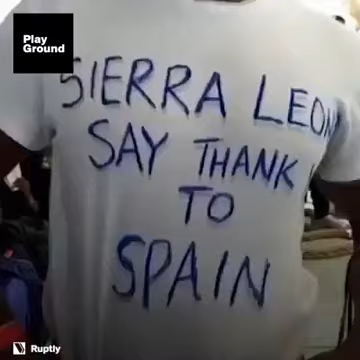 Play
Ground
SIERRA LEON
SAY THANK
TO
SPAIN
Ruptly